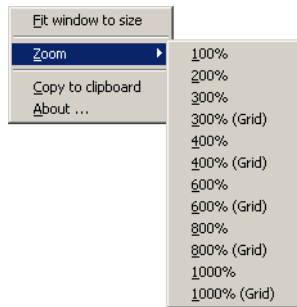 Fit window to size
Zoom
Copy to clipboard
About ...
100%
200%
300%
300% (Grid)
400%
400% (Grid)
600%
600% (Grid)
800%
800% (Grid)
1000%
1000% (Grid)